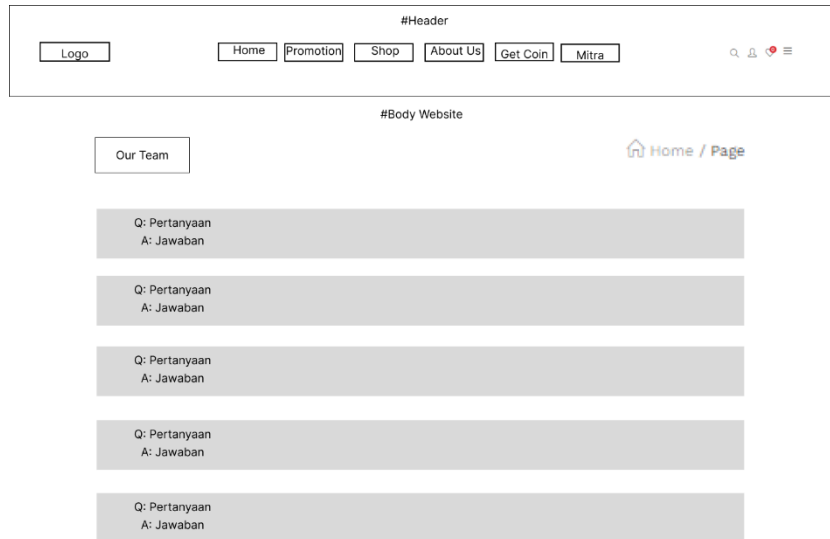 #Header
Logo
Home Promotion Shop About Us Get Coin Mitra
0
#Body Website
Our Team
Home / Page
Q: Pertanyaan
A: Jawaban
Q: Pertanyaan
A: Jawaban
Q: Pertanyaan
A: Jawaban
Q: Pertanyaan
A: Jawaban
Q: Pertanyaan
A: Jawaban